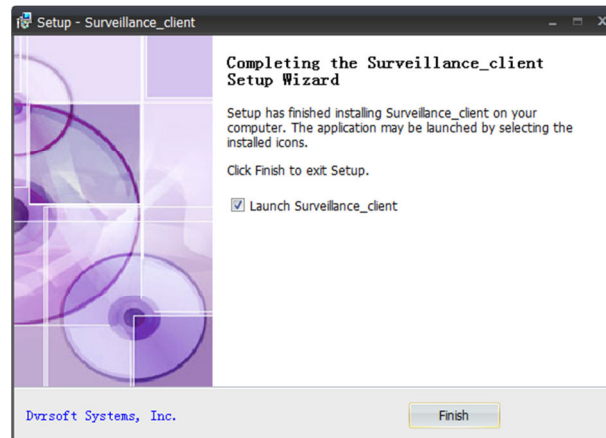 Setup - Surveillance_client
Completing the Surveillance_client
Setup Wizard
Setup has finished installing Surveillance_client on your
computer. The application may be launched by selecting the
installed icons.
Click Finish to exit Setup.
Launch Surveillance_client
Dvrsoft Systems, Inc.
Finish